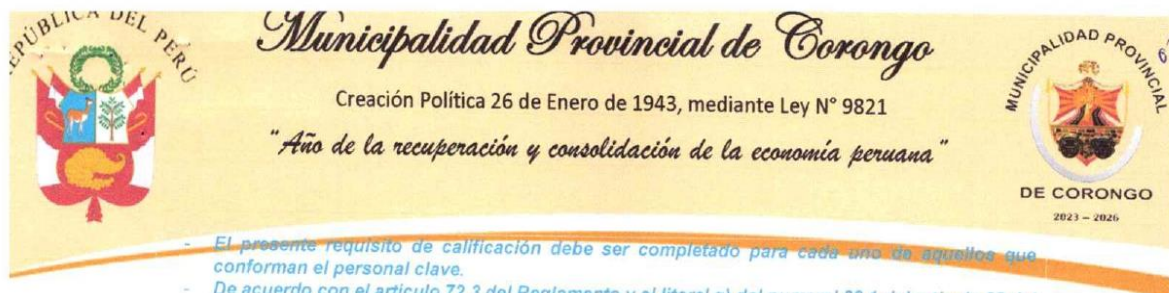 REPÚBLICA DEL PERÚ
Municipalidad Provincial de Corongo
Creación Política 26 de Enero de 1943, mediante Ley N° 9821
"Año de la recuperación y consolidación de la economía peruana"
MUNICIPALIDAD PROVINCIAL
DE CORONGO
2023 – 2026
- El presente requisito de calificación debe ser completado para cada uno de aquellos que
conforman el personal clave.
- De acuerdo con el artículo 72.3 del Reglamento y el literal